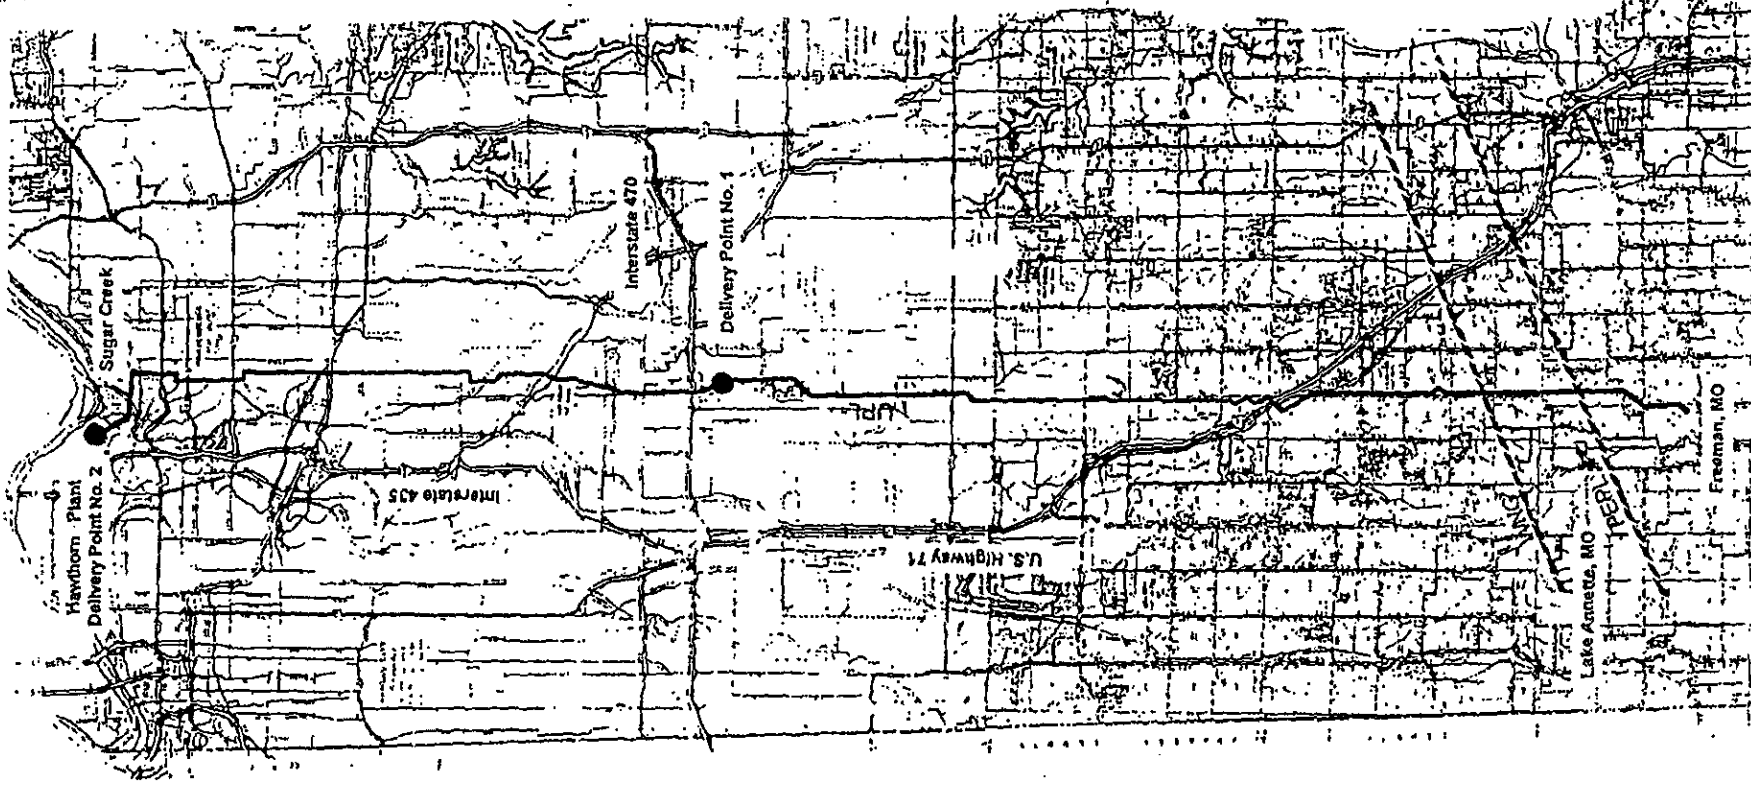 Hawthorn Plant
Delivery Point No. 2
Sugar Creek
Interstate 435
Interstate 470
Delivery Point No. 1
U.S. Highway 71
Lake Annette, MO
PEPL
Freeman, MO